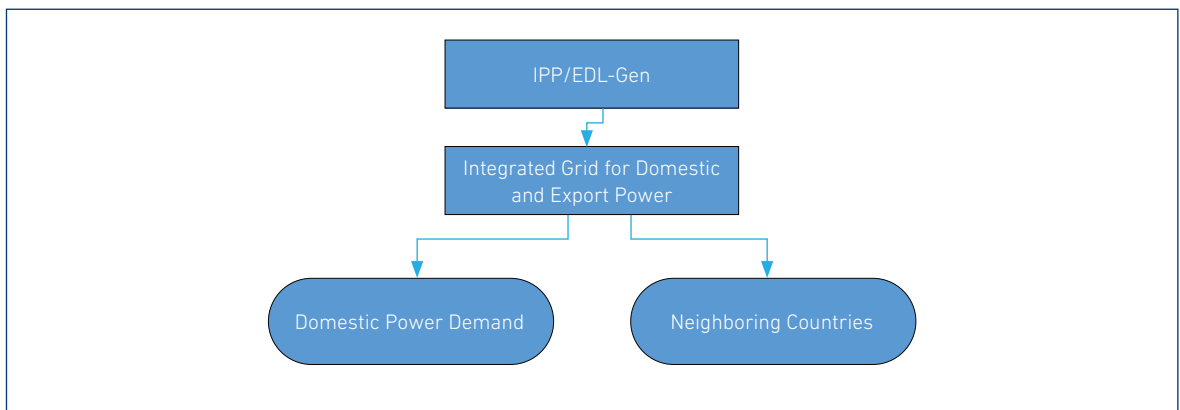 IPP/EDL-Gen
Integrated Grid for Domestic
and Export Power
Domestic Power Demand
Neighboring Countries